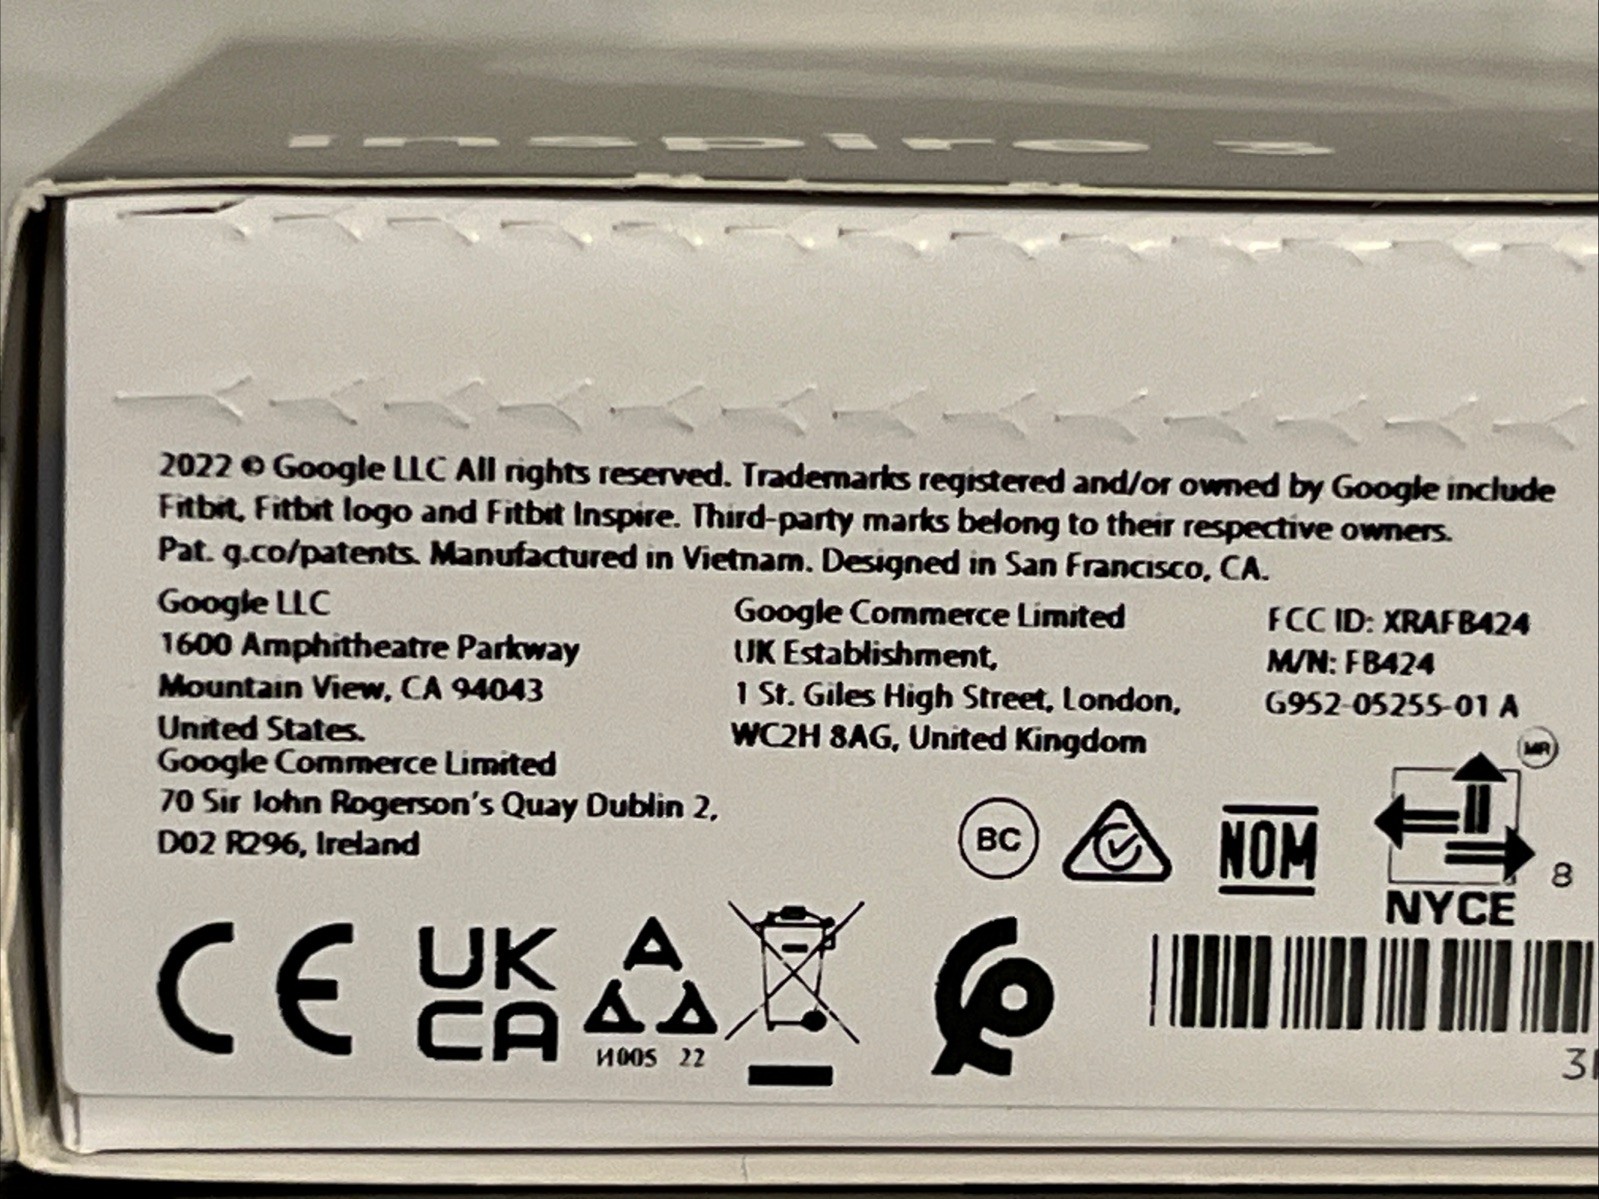 inspire 3
2022 © Google LLC All rights reserved. Trademarks registered and/or owned by Google include
Fitbit, Fitbit logo and Fitbit Inspire. Third-party marks belong to their respective owners.
Pat. g.co/patents. Manufactured in Vietnam. Designed in San Francisco, CA.
Google LLC
1600 Amphitheatre Parkway
Mountain View, CA 94043
United States.
Google Commerce Limited
70 Sir John Rogerson's Quay Dublin 2,
D02 R296, Ireland
Google Commerce Limited
UK Establishment,
1 St. Giles High Street, London,
WC2H 8AG, United Kingdom
FCC ID: XRAFB424
M/N: FB424
G952-05255-01 A
BC
NOM
MR
8
NYCE
CE
UK
CA
22